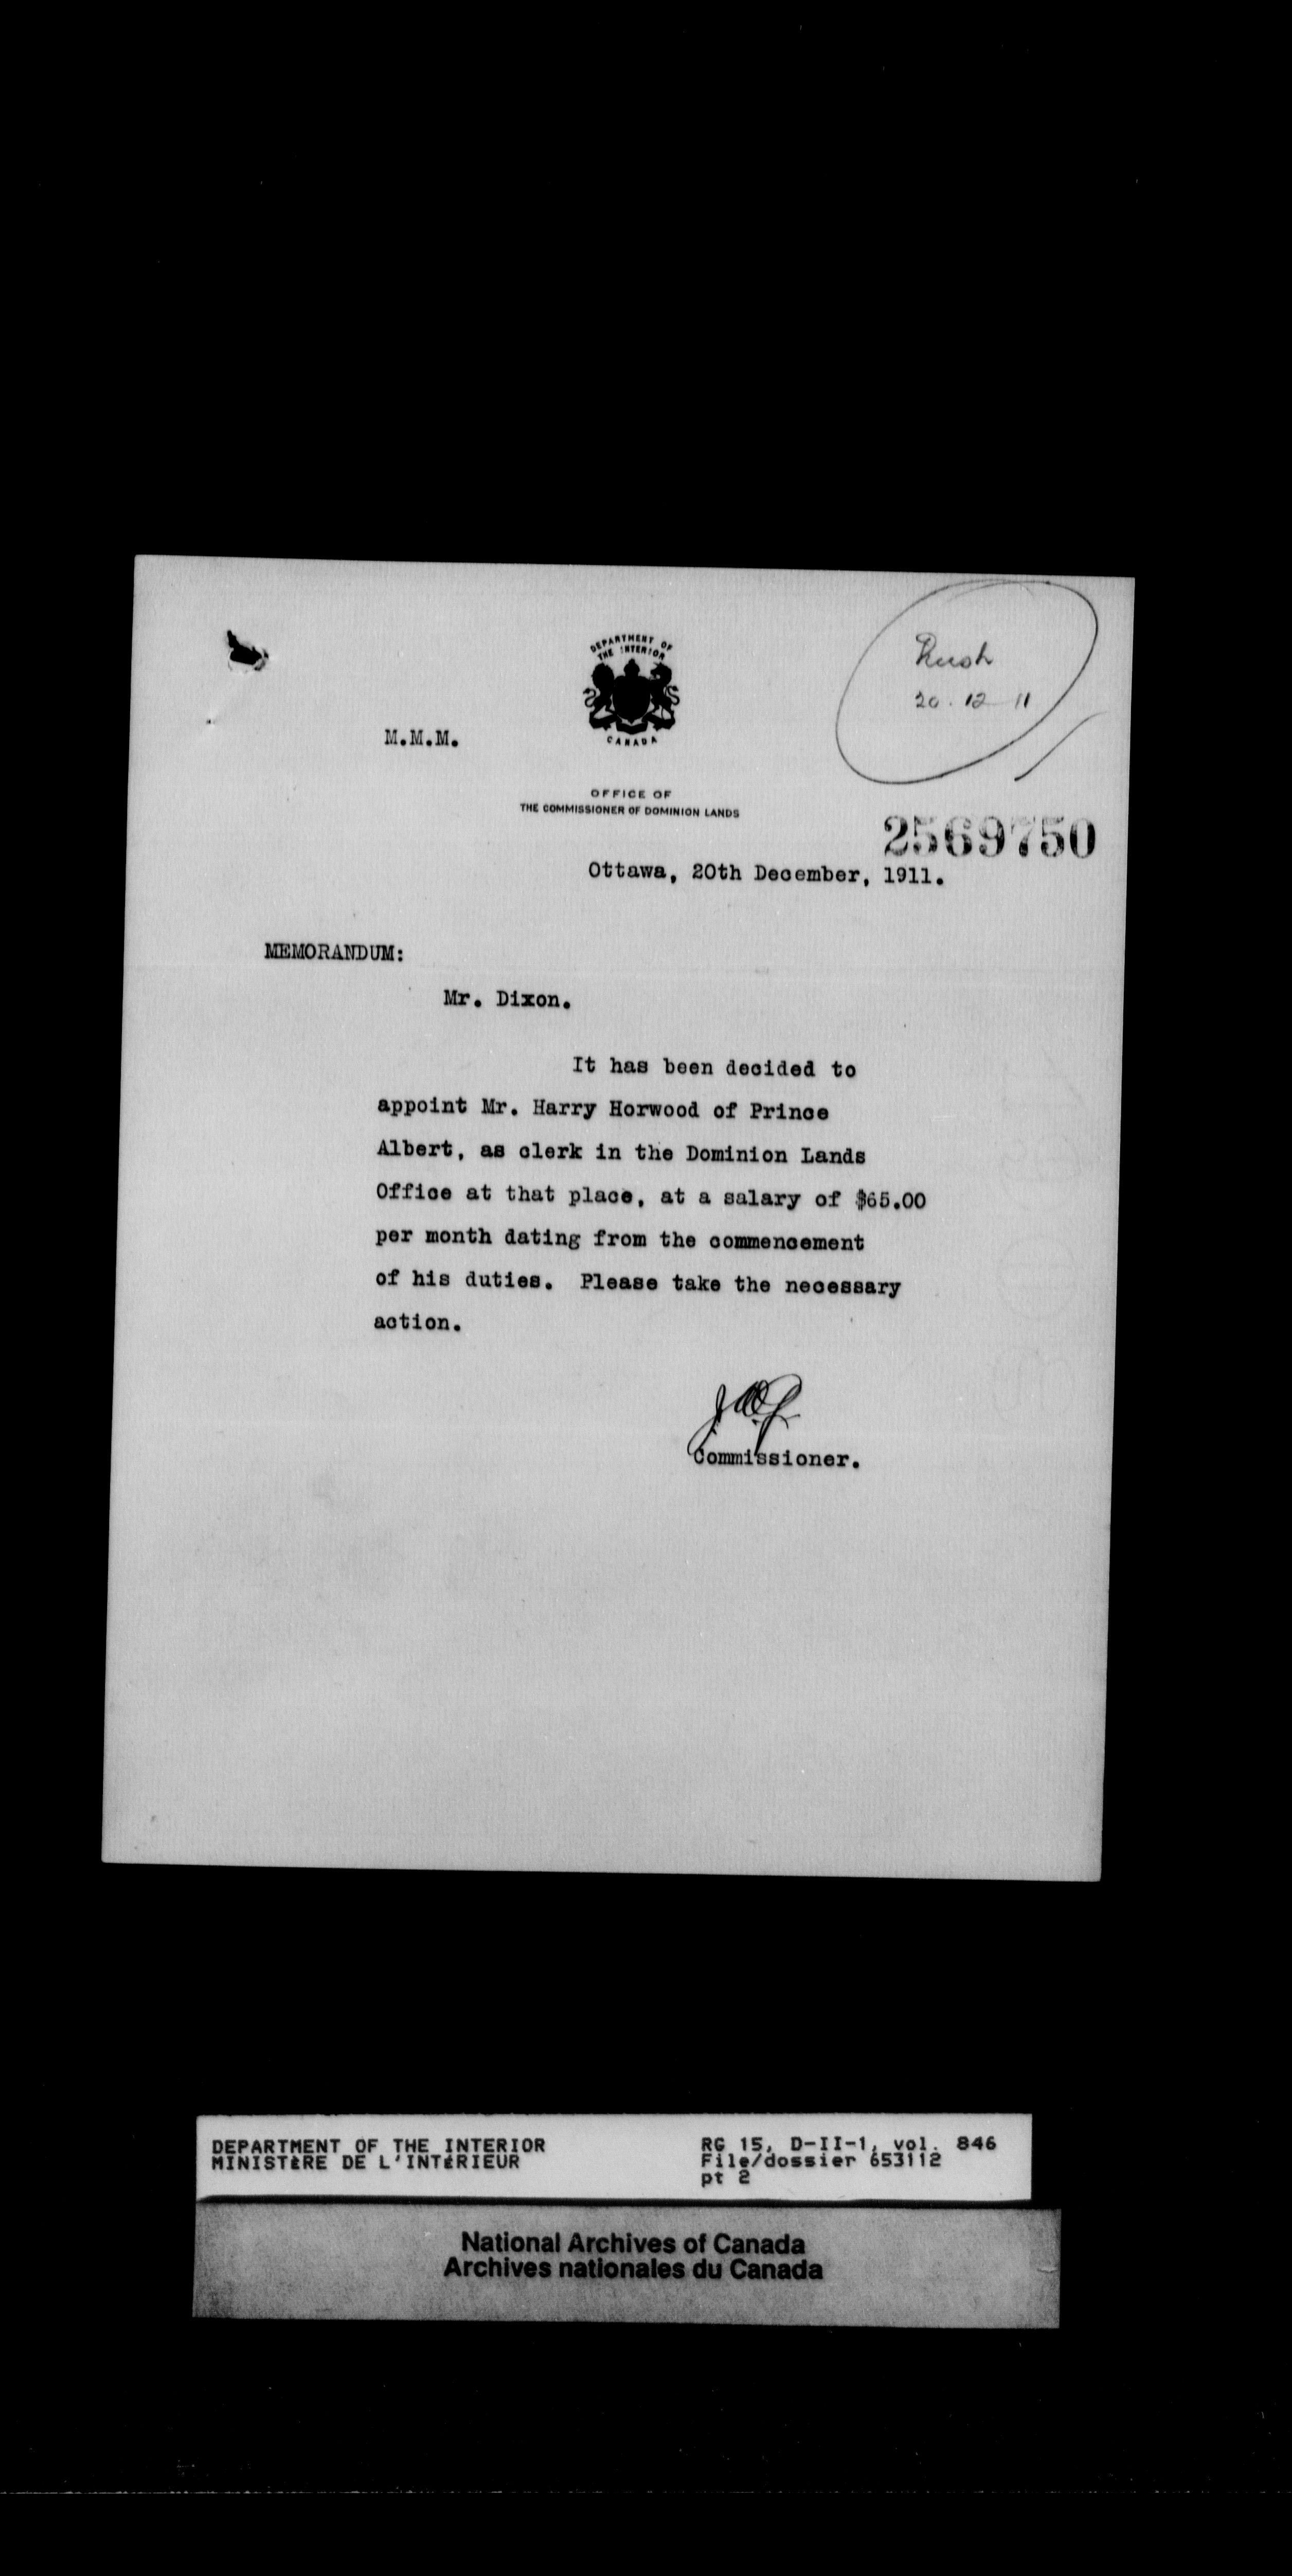 DEPARTMENT OF
THE INTERIOR
CANADA
Rush
20. 12 11
M.M.M.
OFFICE OF
THE COMMISSIONER OF DOMINION LANDS
2569750
Ottawa, 20th December, 1911.
MEMORANDUM:
Mr. Dixon.
It has been decided to
appoint Mr. Harry Horwood of Prince
Albert, as clerk in the Dominion Lands
Office at that place, at a salary of $65.00
per month dating from the commencement
of his duties. Please take the necessary
action.
Commissioner.
DEPARTMENT OF THE INTERIOR
MINISTÈRE DE L'INTÉRIEUR
RG 15, D-II-1, vol. 846
File/dossier 653112
pt 2
National Archives of Canada
Archives nationales du Canada